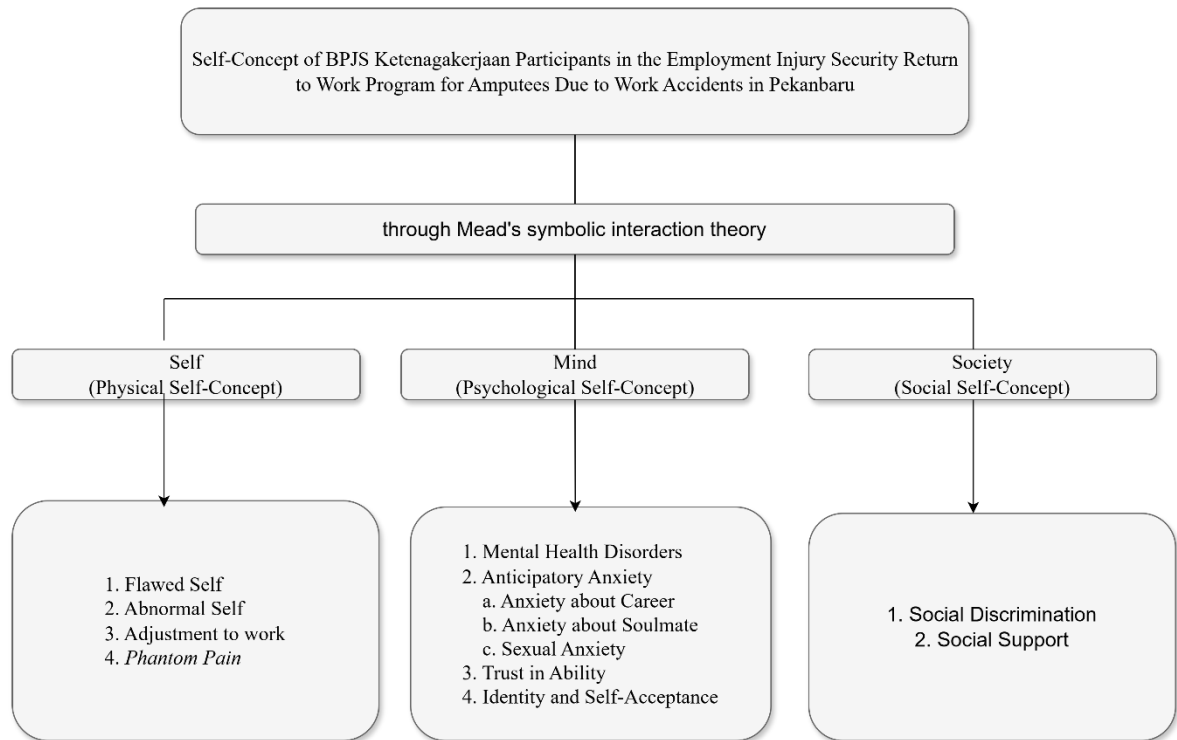 Self-Concept of BPJS Ketenagakerjaan Participants in the Employment Injury Security Return
to Work Program for Amputees Due to Work Accidents in Pekanbaru
through Mead's symbolic interaction theory
Self
(Physical Self-Concept)
Mind
(Psychological Self-Concept)
Society
(Social Self-Concept)
1. Flawed Self
2. Abnormal Self
3. Adjustment to work
4. Phantom Pain
1. Mental Health Disorders
2. Anticipatory Anxiety
a. Anxiety about Career
b. Anxiety about Soulmate
c. Sexual Anxiety
3. Trust in Ability
4. Identity and Self-Acceptance
1. Social Discrimination
2. Social Support